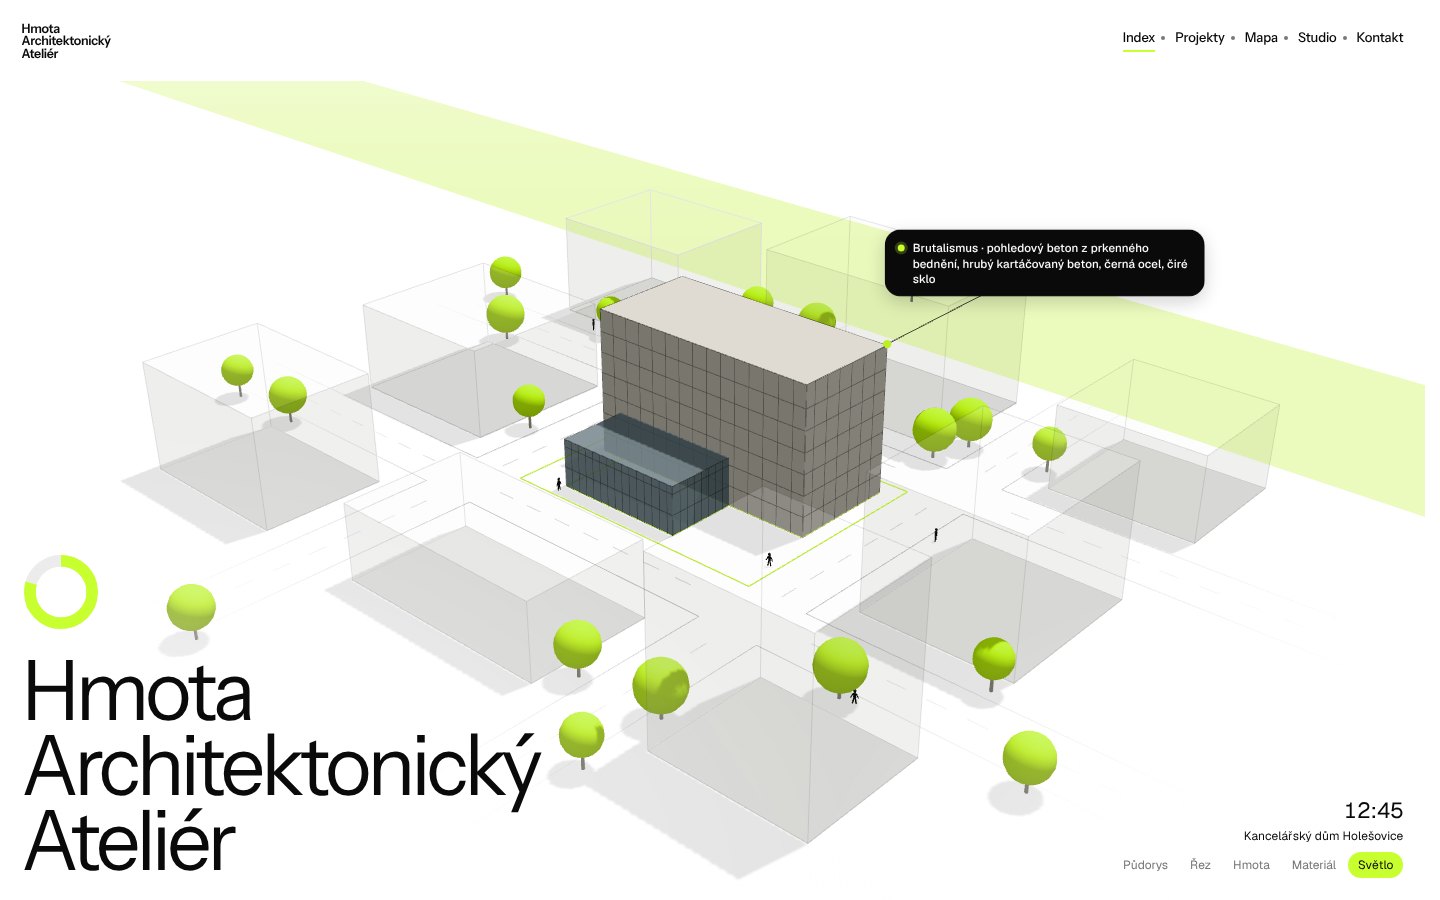 Hmota
Architektonický
Ateliér
Index • Projekty • Mapa • Studio • Kontakt
Brutalismus · pohledový beton z prkenného
bednění, hrubý kartáčovaný beton, černá ocel, čiré
sklo
Hmota
Architektonický
Ateliér
12:45
Kancelářský dům Holešovice
Půdorys Řez Hmota Materiál Světlo